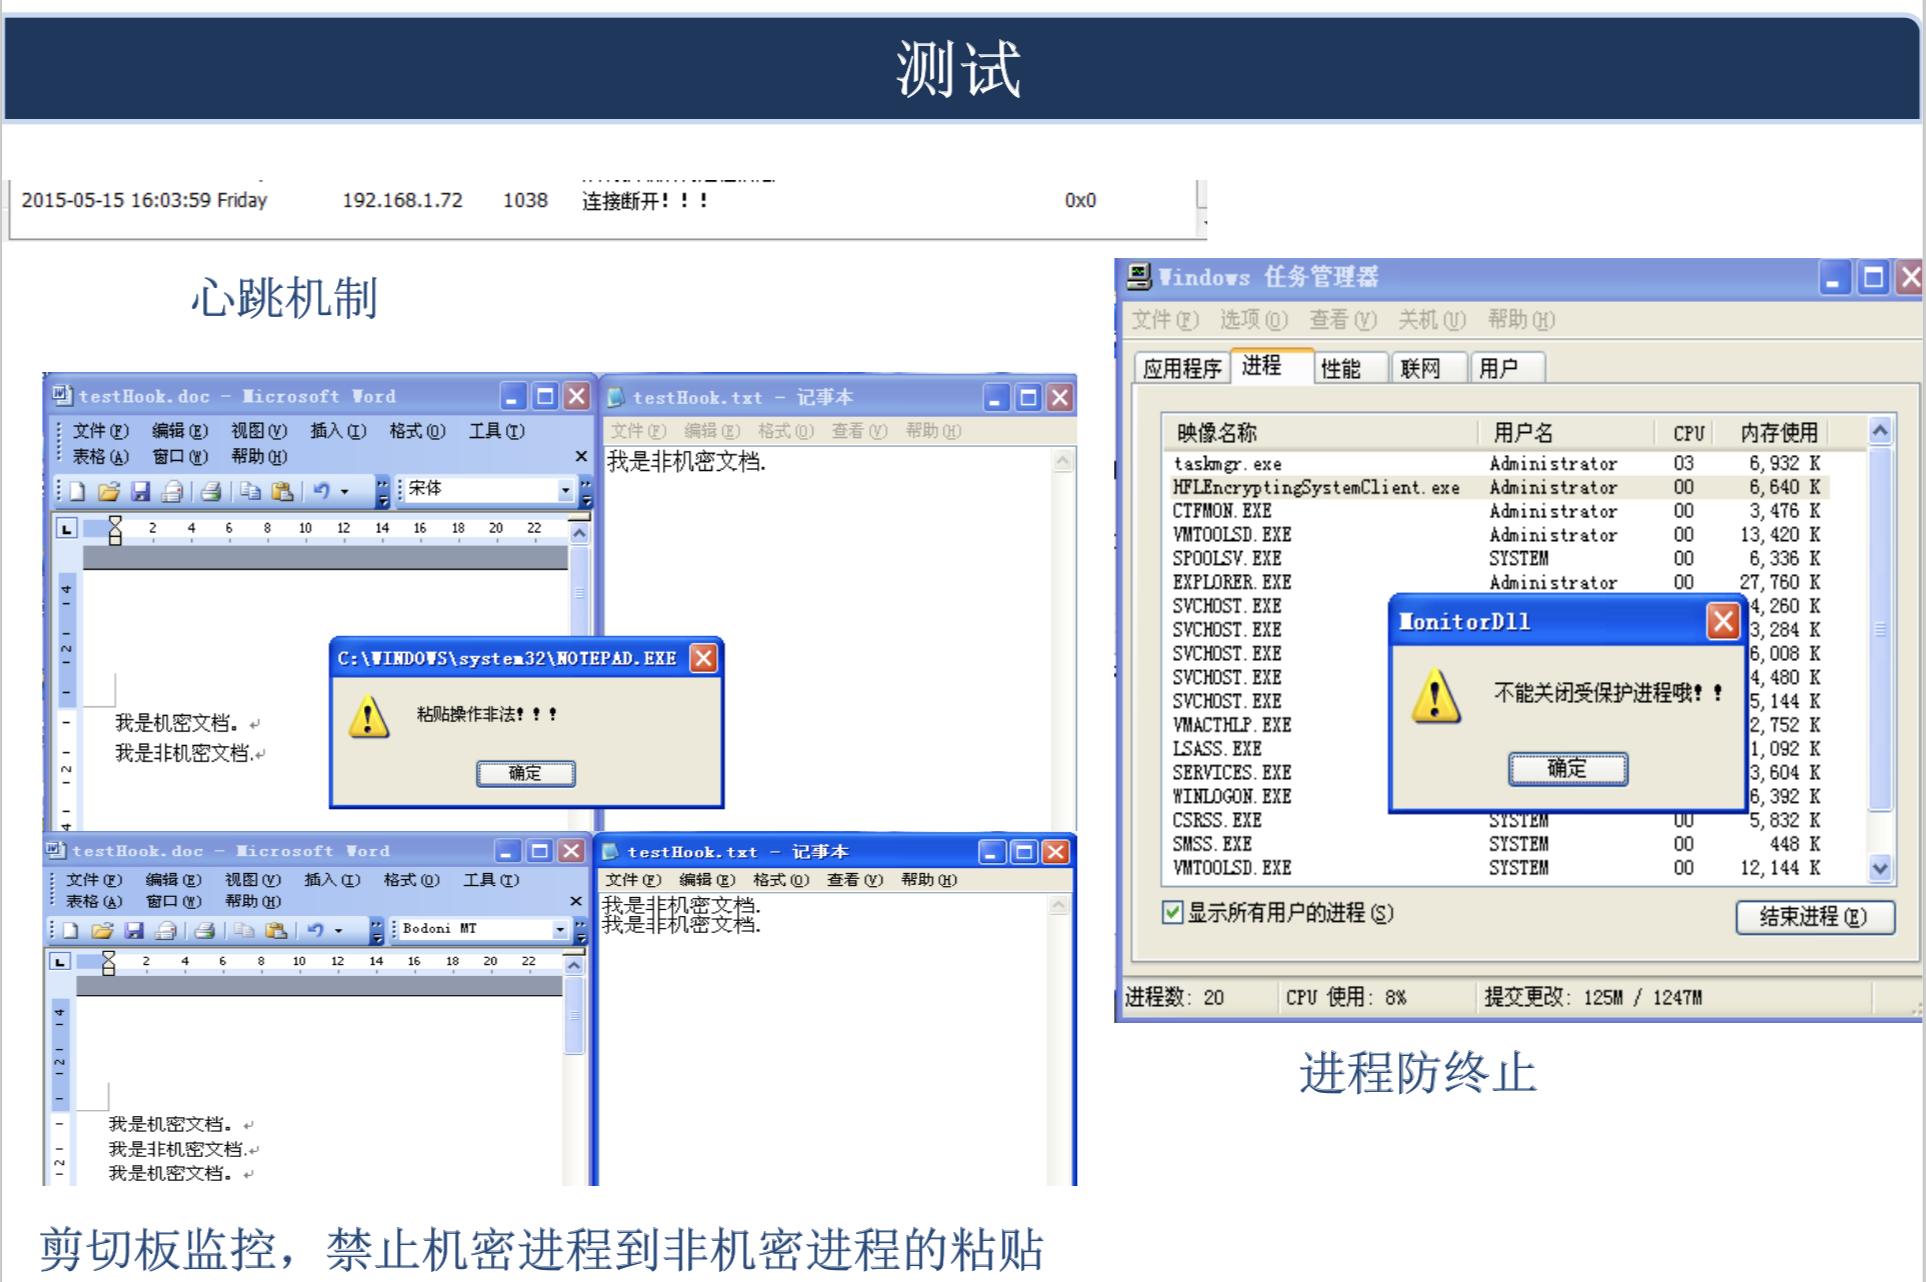 测试
2015-05-15 16:03:59 Friday 192.168.1.72 1038 连接断开！！！ 0x0
心跳机制
testHook.doc - Microsoft Word
文件(F) 编辑(E) 视图(V) 插入(I) 格式(O) 工具(T)
表格(A) 窗口(W) 帮助(H) ×
宋体
L 2 4 6 8 10 12 14 16 18 20 22
我是机密文档。
我是非机密文档.
testHook.txt - 记事本
文件(F) 编辑(E) 格式(O) 查看(V) 帮助(H)
我是非机密文档.
C:\WINDOWS\system32\NOTEPAD.EXE
粘贴操作非法！！！
确定
testHook.doc - Microsoft Word
文件(F) 编辑(E) 视图(V) 插入(I) 格式(O) 工具(T)
表格(A) 窗口(W) 帮助(H) ×
Bodoni MT
L 2 4 6 8 10 12 14 16 18 20 22
我是机密文档。
我是非机密文档.
我是机密文档。
testHook.txt - 记事本
文件(F) 编辑(E) 格式(O) 查看(V) 帮助(H)
我是非机密文档.
我是非机密文档.
剪切板监控，禁止机密进程到非机密进程的粘贴
Windows 任务管理器
文件(F) 选项(O) 查看(V) 关机(U) 帮助(H)
应用程序 进程 性能 联网 用户
映像名称 用户名 CPU 内存使用
taskmgr.exe Administrator 03 6,932 K
HFLEncryptingSystemClient.exe Administrator 00 6,640 K
CTFMON.EXE Administrator 00 3,476 K
VMTOOLSD.EXE Administrator 00 13,420 K
SPOOLSV.EXE SYSTEM 00 6,336 K
EXPLORER.EXE Administrator 00 27,760 K
SVCHOST.EXE 4,260 K
SVCHOST.EXE 3,284 K
SVCHOST.EXE 6,008 K
SVCHOST.EXE 4,480 K
SVCHOST.EXE 5,144 K
VMACTHLP.EXE 2,752 K
LSASS.EXE 1,092 K
SERVICES.EXE 3,604 K
WINLOGON.EXE 6,392 K
CSRSS.EXE SYSTEM 00 5,832 K
SMSS.EXE SYSTEM 00 448 K
VMTOOLSD.EXE SYSTEM 00 12,144 K
MonitorDll
不能关闭受保护进程哦！！
确定
显示所有用户的进程(S)
结束进程(E)
进程数: 20 CPU 使用: 8% 提交更改: 125M / 1247M
进程防终止